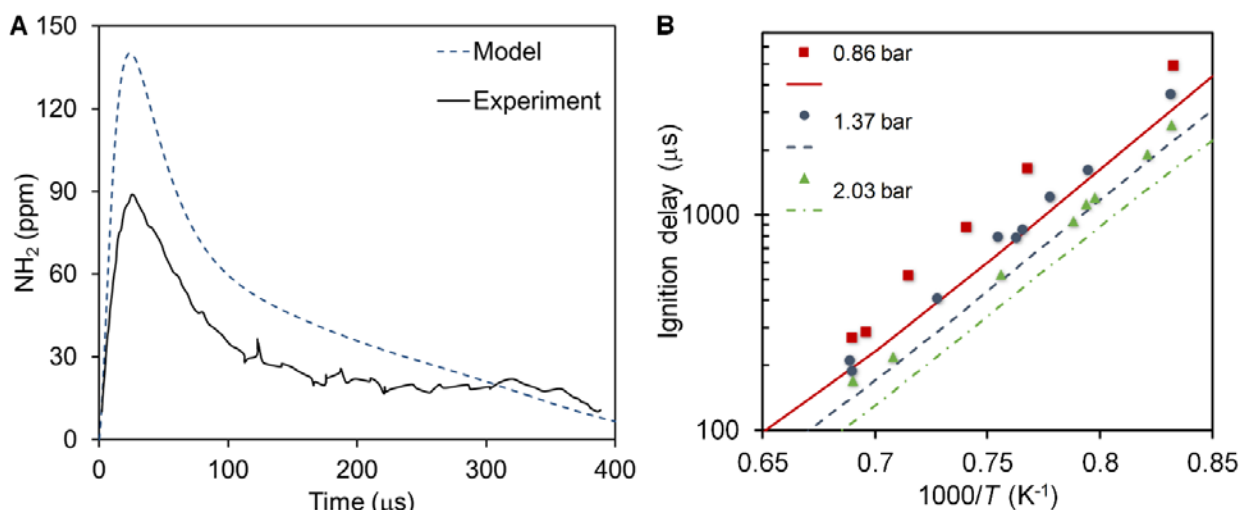 A
150
120
90
60
30
0
NH₂ (ppm)
Model
Experiment
0
100
200
300
400
Time (μs)
B
0.86 bar
1.37 bar
2.03 bar
1000
100
Ignition delay (μs)
0.65
0.7
0.75
0.8
0.85
1000/T (K⁻¹)